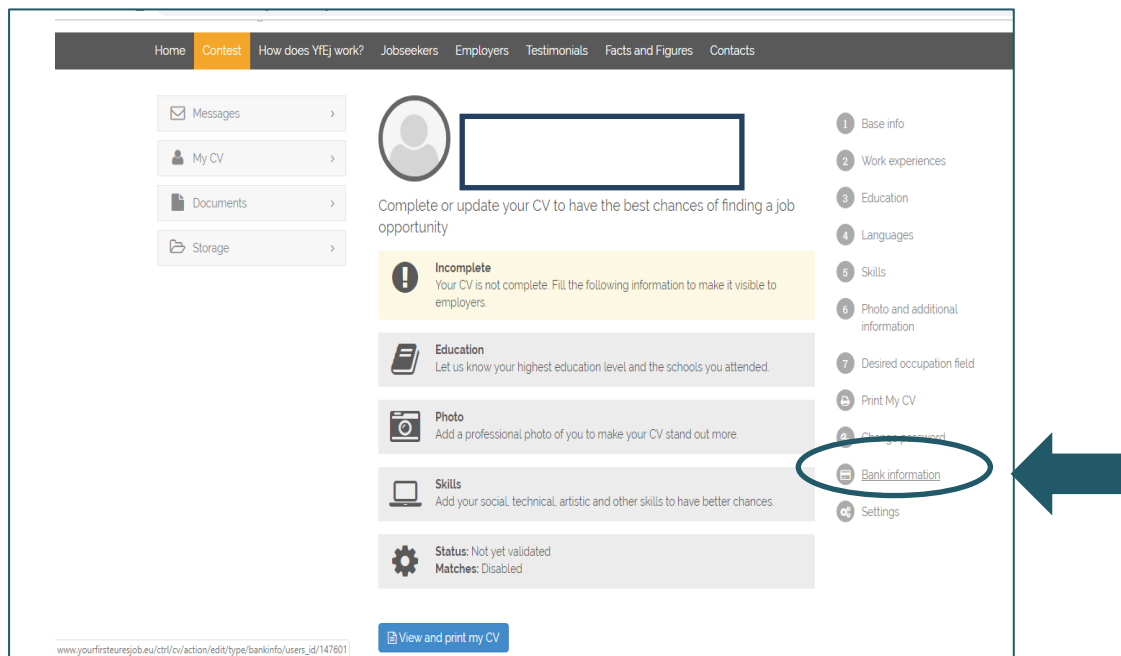 Home Contest How does YfEj work? Jobseekers Employers Testimonials Facts and Figures Contacts
Messages
My CV
Documents
Storage
Complete or update your CV to have the best chances of finding a job
opportunity
Incomplete
Your CV is not complete. Fill the following information to make it visible to
employers.
Education
Let us know your highest education level and the schools you attended.
Photo
Add a professional photo of you to make your CV stand out more.
Skills
Add your social, technical, artistic and other skills to have better chances.
Status: Not yet validated
Matches: Disabled
View and print my CV
1 Base info
2 Work experiences
3 Education
4 Languages
5 Skills
6 Photo and additional
information
7 Desired occupation field
Print My CV
Change password
Bank information
Settings
www.yourfirsteuresjob.eu/ctrl/cv/action/edit/type/bankinfo/users_id/147601